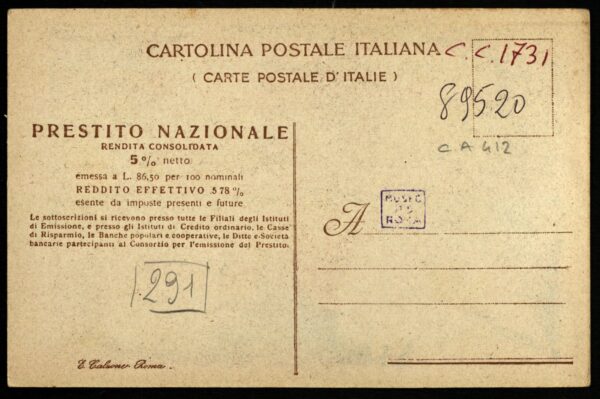 CARTOLINA POSTALE ITALIANA
C.C. 1731
( CARTE POSTALE D'ITALIE )
89520
CA 412
PRESTITO NAZIONALE
RENDITA CONSOLIDATA
5 % netto
emessa a L. 86,50 per 100 nominali
REDDITO EFFETTIVO 5 78 %
esente da imposte presenti e future
Le sottoscrizioni si ricevono presso tutte le Filiali degli Istituti
di Emissione, e presso gli Istituti di Credito ordinario, le Casse
di Risparmio, le Banche popolari e cooperative, le Ditte e Società
bancarie partecipanti al Consorzio per l'emissione del Prestito.
A
MUSEO
DI
ROMA
291
E. Calzone - Roma .